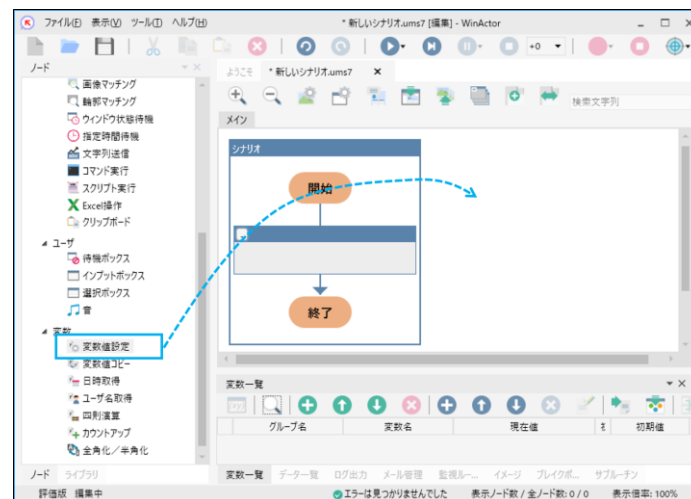 ファイル(F) 表示(V) ツール(T) ヘルプ(H)
* 新しいシナリオ.ums7 [編集] - WinActor
+0
ノード
画像マッチング
輪郭マッチング
ウィンドウ状態待機
指定時間待機
文字列送信
コマンド実行
スクリプト実行
Excel操作
クリップボード
ユーザ
待機ボックス
インプットボックス
選択ボックス
音
変数
変数値設定
変数値コピー
日時取得
ユーザ名取得
四則演算
カウントアップ
全角化／半角化
ノード ライブラリ
評価版 編集中
ようこそ * 新しいシナリオ.ums7
検索文字列
メイン
シナリオ
開始
終了
変数一覧
グループ名 変数名 現在値 初期値
変数一覧 データ一覧 ログ出力 メール管理 監視ルー... イメージ ブレイクポ... サブルーチン
エラーは見つかりませんでした 表示ノード数 / 全ノード数: 0 / 0 表示倍率: 100%